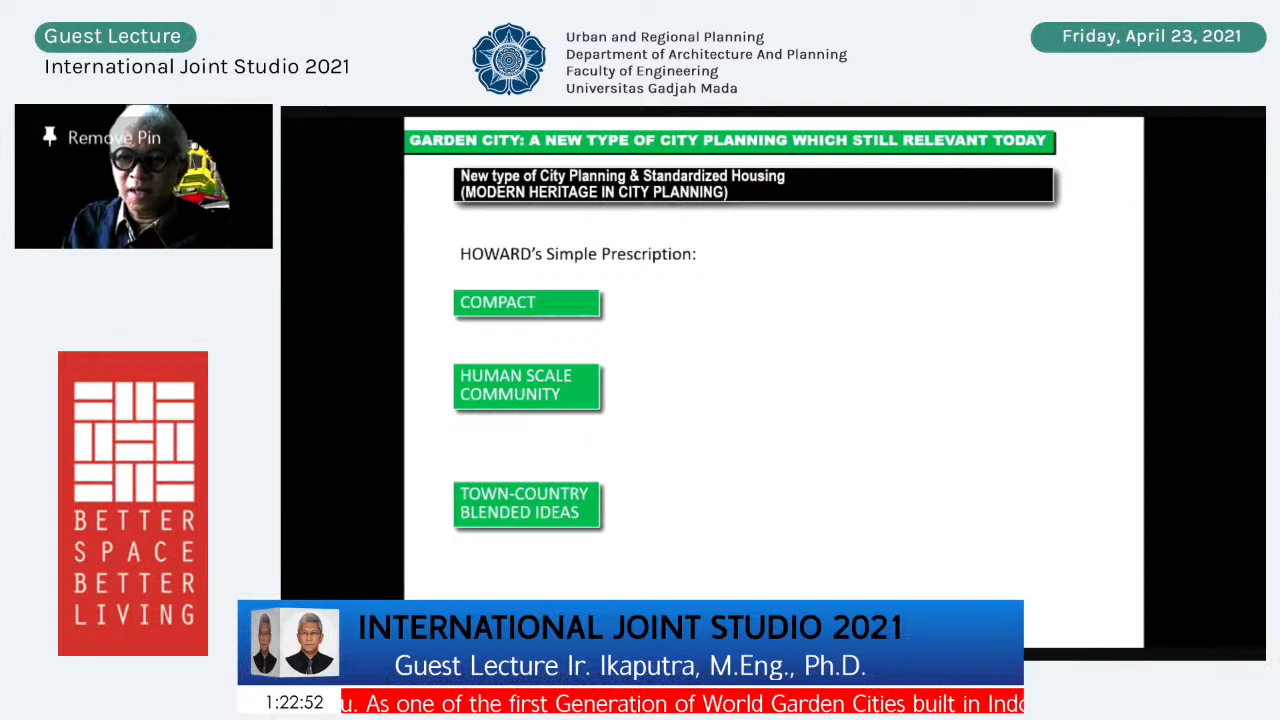 Guest Lecture
International Joint Studio 2021
Urban and Regional Planning
Department of Architecture And Planning
Faculty of Engineering
Universitas Gadjah Mada
Friday, April 23, 2021
Remove Pin
GARDEN CITY: A NEW TYPE OF CITY PLANNING WHICH STILL RELEVANT TODAY
New type of City Planning & Standardized Housing
(MODERN HERITAGE IN CITY PLANNING)
HOWARD's Simple Prescription:
COMPACT
HUMAN SCALE
COMMUNITY
TOWN-COUNTRY
BLENDED IDEAS
BETTER
SPACE
BETTER
LIVING
INTERNATIONAL JOINT STUDIO 2021
Guest Lecture Ir. Ikaputra, M.Eng., Ph.D.
1:22:52
u. As one of the first Generation of World Garden Cities built in Indo